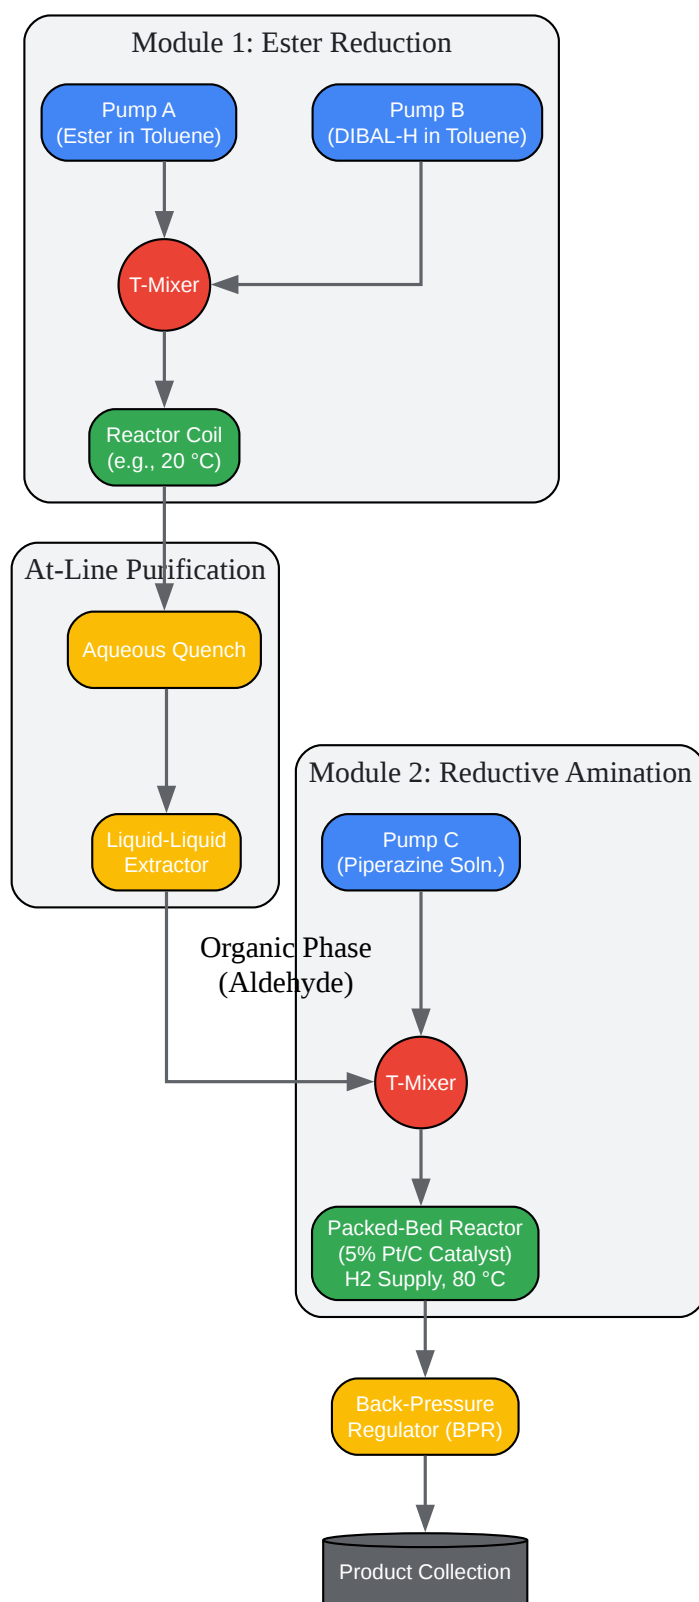 Module 1: Ester Reduction
Pump A
(Ester in Toluene)
Pump B
(DIBAL-H in Toluene)
T-Mixer
Reactor Coil
(e.g., 20 °C)
At-Line Purification
Aqueous Quench
Liquid-Liquid
Extractor
Module 2: Reductive Amination
Pump C
(Piperazine Soln.)
Organic Phase
(Aldehyde)
T-Mixer
Packed-Bed Reactor
(5% Pt/C Catalyst)
H2 Supply, 80 °C
Back-Pressure
Regulator (BPR)
Product Collection